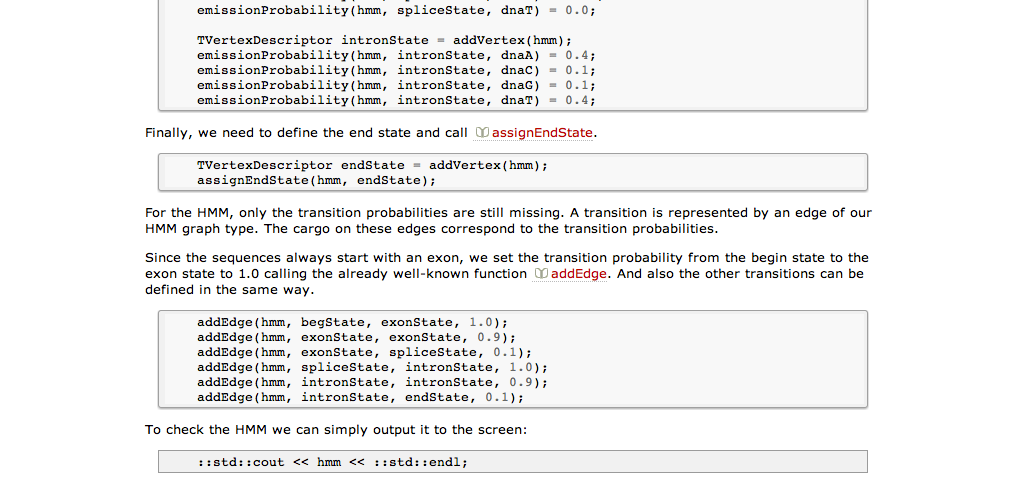 emissionProbability(hmm, spliceState, dnaT) = 0.0;
TVertexDescriptor intronState = addVertex(hmm);
emissionProbability(hmm, intronState, dnaA) = 0.4;
emissionProbability(hmm, intronState, dnaC) = 0.1;
emissionProbability(hmm, intronState, dnaG) = 0.1;
emissionProbability(hmm, intronState, dnaT) = 0.4;
Finally, we need to define the end state and call assignEndState.
TVertexDescriptor endState = addVertex(hmm);
assignEndState(hmm, endState);
For the HMM, only the transition probabilities are still missing. A transition is represented by an edge of our
HMM graph type. The cargo on these edges correspond to the transition probabilities.
Since the sequences always start with an exon, we set the transition probability from the begin state to the
exon state to 1.0 calling the already well-known function addEdge. And also the other transitions can be
defined in the same way.
addEdge(hmm, begState, exonState, 1.0);
addEdge(hmm, exonState, exonState, 0.9);
addEdge(hmm, exonState, spliceState, 0.1);
addEdge(hmm, spliceState, intronState, 1.0);
addEdge(hmm, intronState, intronState, 0.9);
addEdge(hmm, intronState, endState, 0.1);
To check the HMM we can simply output it to the screen:
::std::cout << hmm << ::std::endl;